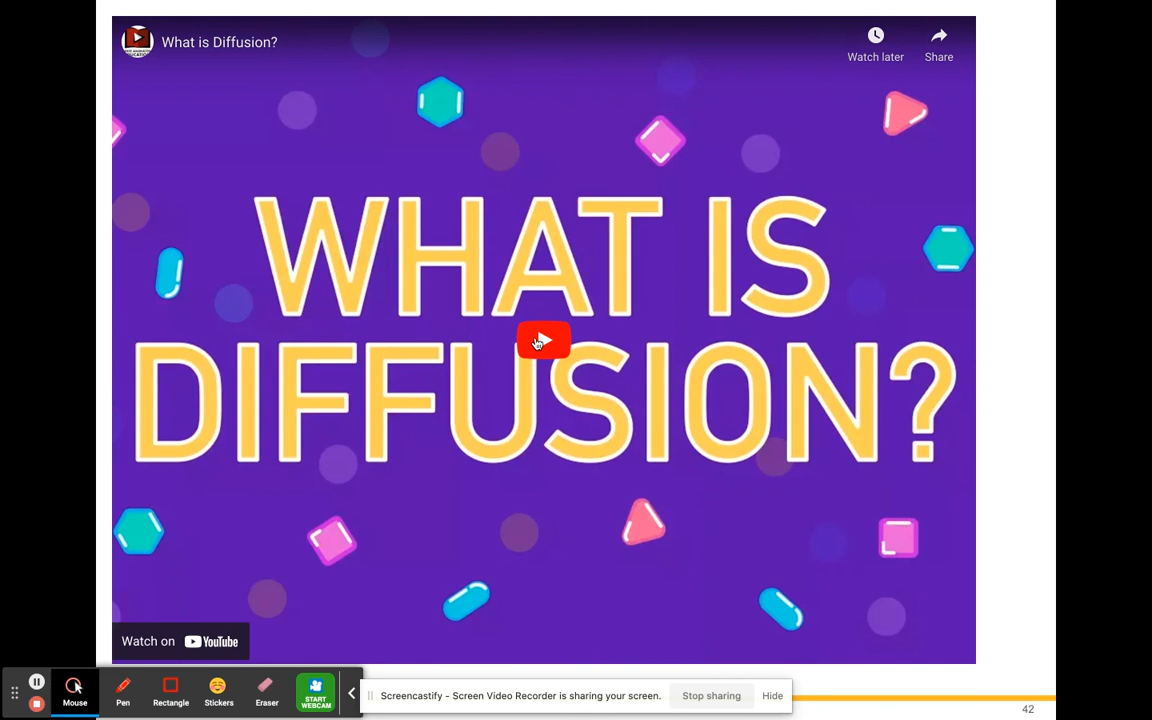 What is Diffusion?
Watch later
Share
WHAT IS
DIFFUSION?
Watch on YouTube
Mouse
Pen
Rectangle
Stickers
Eraser
START
WEBCAM
Screencastify - Screen Video Recorder is sharing your screen.
Stop sharing
Hide
42